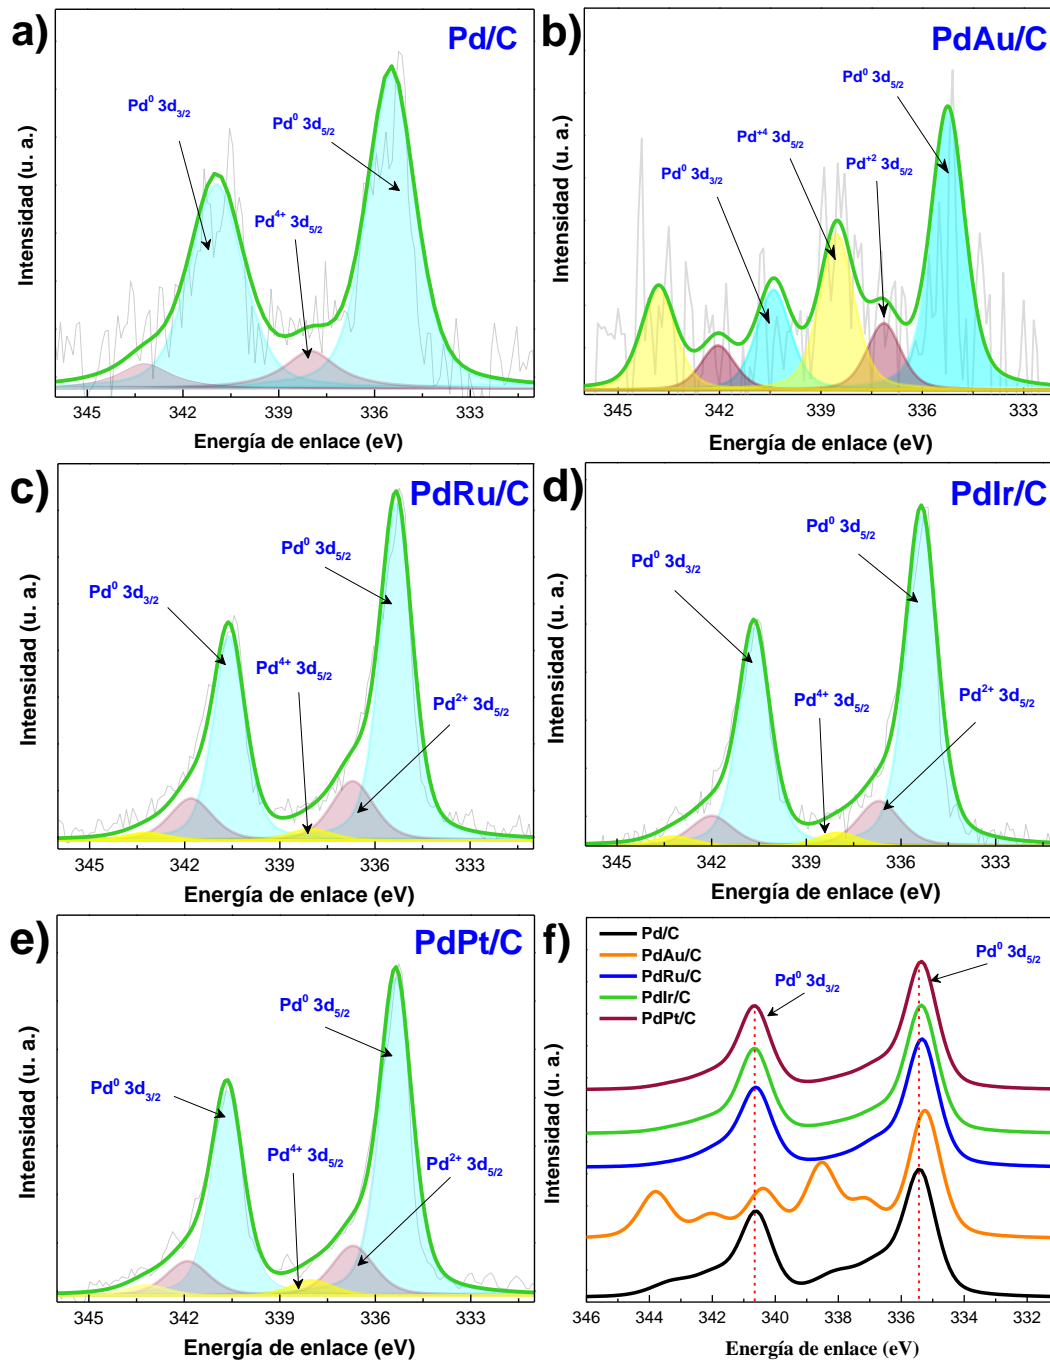 a) Pd/C
Pd⁰ 3d₃/₂
Pd⁰ 3d₅/₂
Pd⁴⁺ 3d₅/₂
Intensidad (u. a.)
345 342 339 336 333
Energía de enlace (eV)
b) PdAu/C
Pd⁰ 3d₅/₂
Pd⁺⁴ 3d₅/₂
Pd⁺² 3d₅/₂
Pd⁰ 3d₃/₂
Intensidad (u. a.)
345 342 339 336 333
Energía de enlace (eV)
c) PdRu/C
Pd⁰ 3d₅/₂
Pd⁰ 3d₃/₂
Pd⁴⁺ 3d₅/₂
Pd²⁺ 3d₅/₂
Intensidad (u. a.)
345 342 339 336 333
Energía de enlace (eV)
d) PdIr/C
Pd⁰ 3d₅/₂
Pd⁰ 3d₃/₂
Pd⁴⁺ 3d₅/₂
Pd²⁺ 3d₅/₂
Intensidad (u. a.)
345 342 339 336 333
Energía de enlace (eV)
e) PdPt/C
Pd⁰ 3d₅/₂
Pd⁰ 3d₃/₂
Pd⁴⁺ 3d₅/₂
Pd²⁺ 3d₅/₂
Intensidad (u. a.)
345 342 339 336 333
Energía de enlace (eV)
f)
Pd/C
PdAu/C
PdRu/C
PdIr/C
PdPt/C
Pd⁰ 3d₅/₂
Pd⁰ 3d₃/₂
Intensidad (u. a.)
346 344 342 340 338 336 334 332
Energía de enlace (eV)